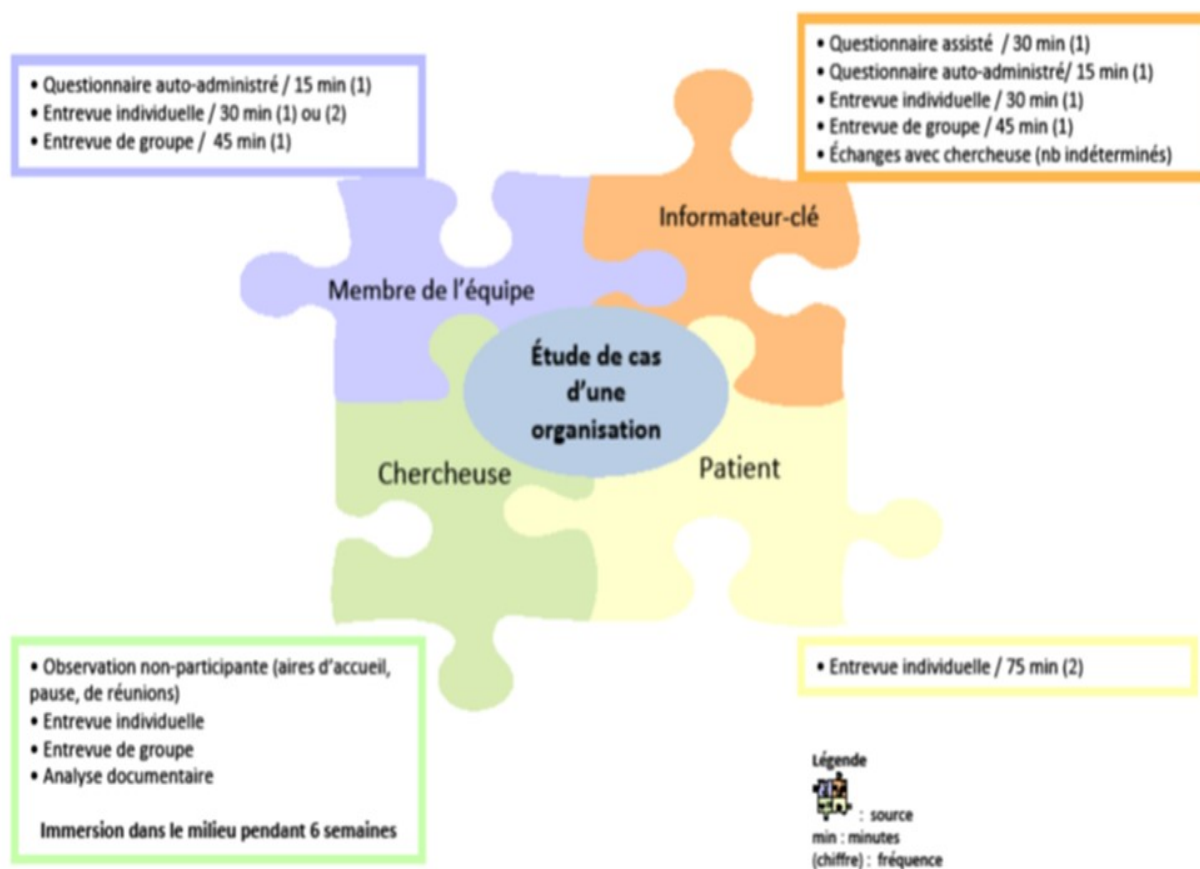 • Questionnaire auto-administré / 15 min (1)
• Entrevue individuelle / 30 min (1) ou (2)
• Entrevue de groupe / 45 min (1)
• Questionnaire assisté / 30 min (1)
• Questionnaire auto-administré/ 15 min (1)
• Entrevue individuelle / 30 min (1)
• Entrevue de groupe / 45 min (1)
• Échanges avec chercheuse (nb indéterminés)
Informateur-clé
Membre de l'équipe
Étude de cas
d'une
organisation
Chercheuse
Patient
• Observation non-participante (aires d'accueil,
pause, de réunions)
• Entrevue individuelle
• Entrevue de groupe
• Analyse documentaire
Immersion dans le milieu pendant 6 semaines
• Entrevue individuelle / 75 min (2)
Légende
: source
min : minutes
(chiffre) : fréquence